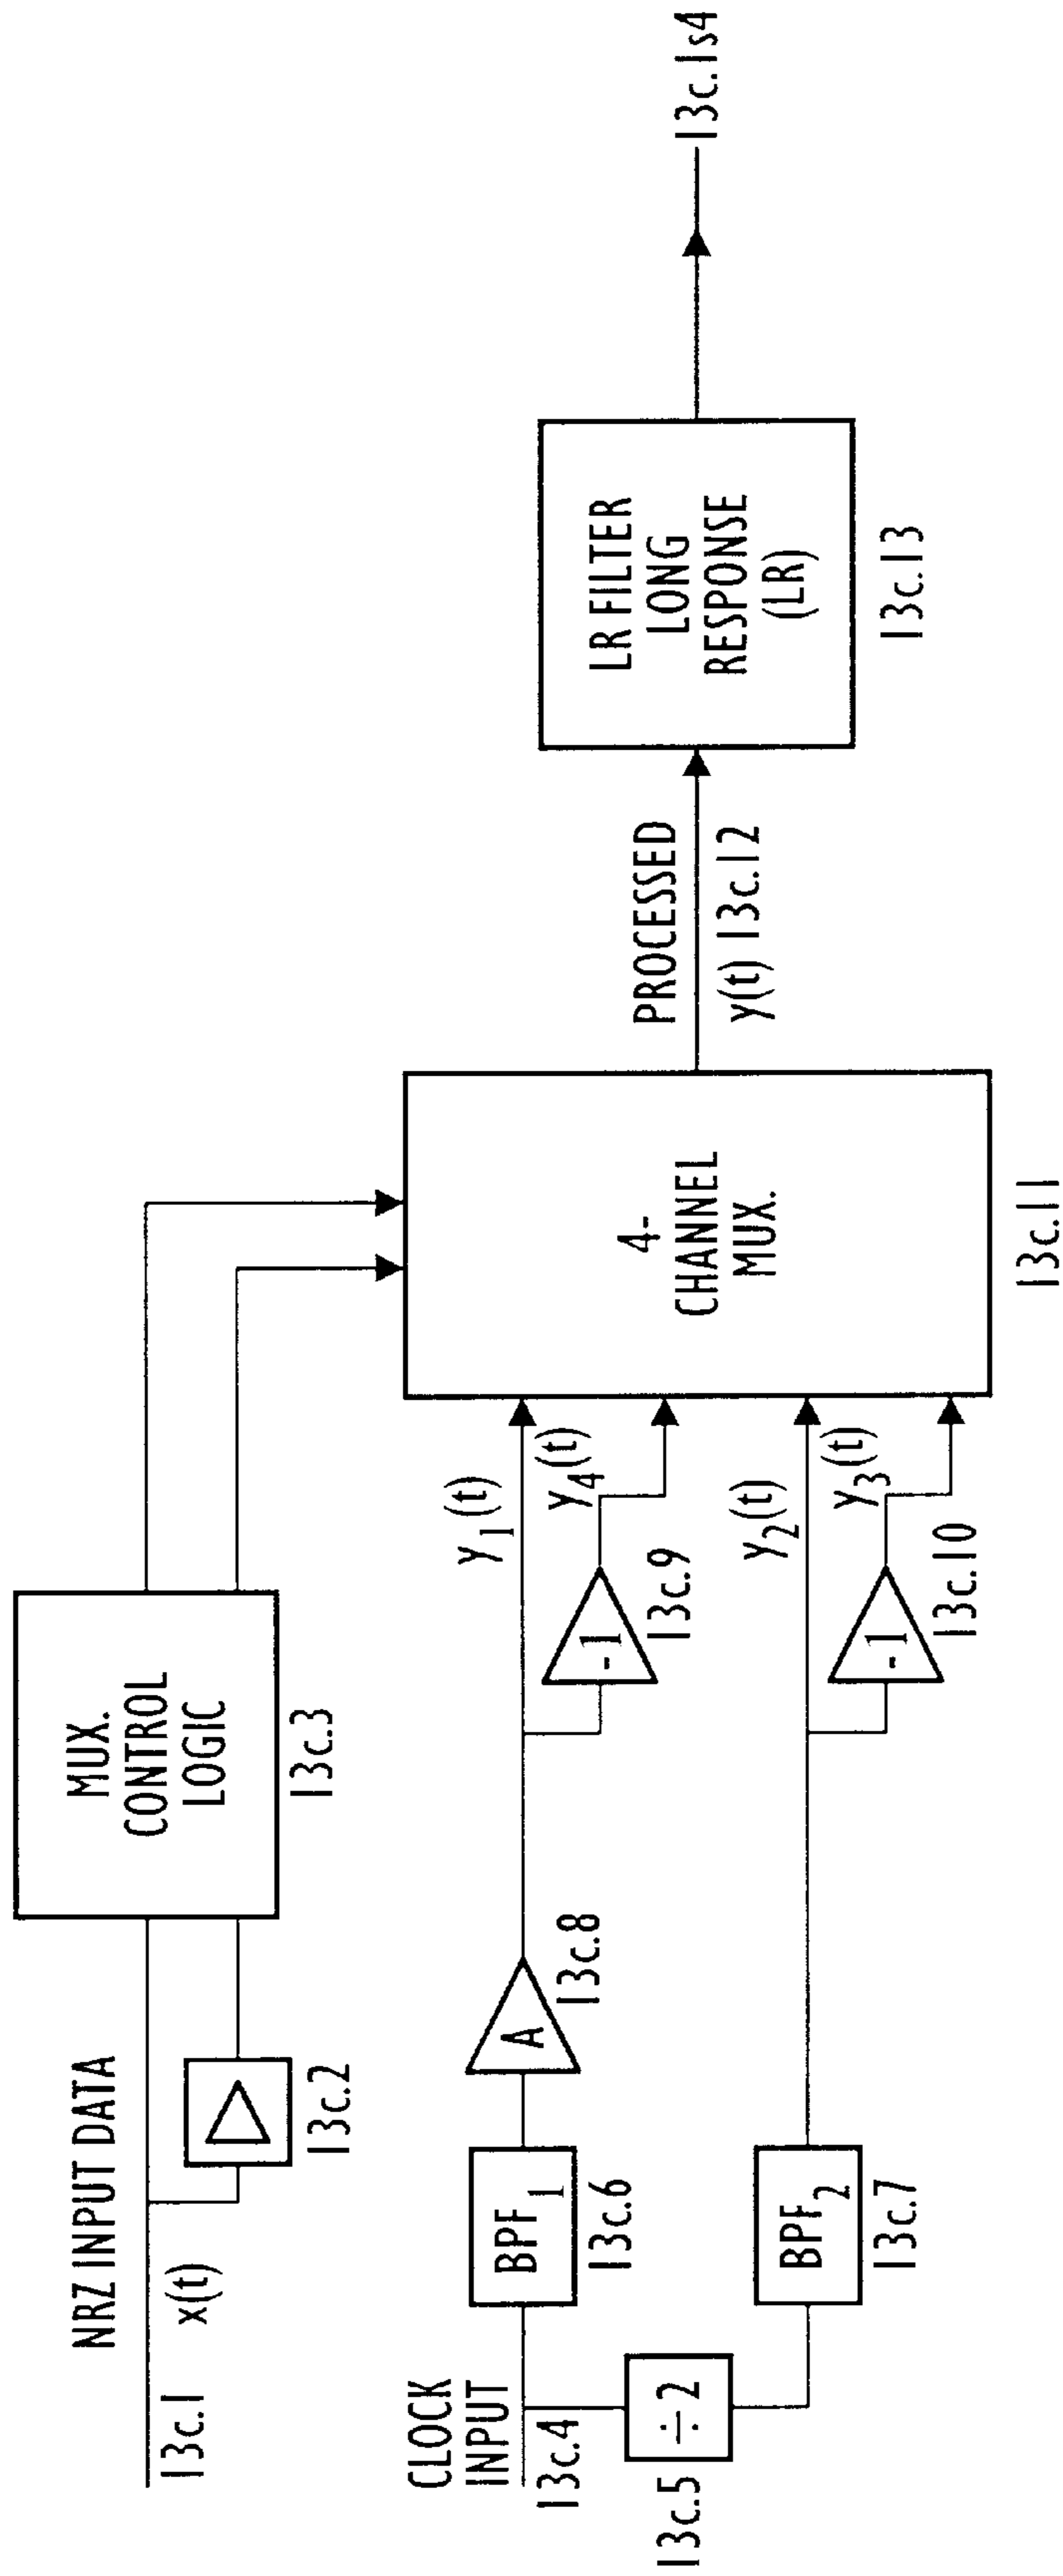 NRZ INPUT DATA
13c.1 x(t)
13c.2
MUX.
CONTROL
LOGIC
13c.3
CLOCK
INPUT
13c.4
÷2
13c.5
BPF1
13c.6
BPF2
13c.7
A
13c.8
y1(t)
-1
13c.9
y4(t)
y2(t)
-1
13c.10
y3(t)
4-
CHANNEL
MUX.
13c.11
PROCESSED
y(t) 13c.12
LR FILTER
LONG
RESPONSE
(LR)
13c.13
13c.1s4